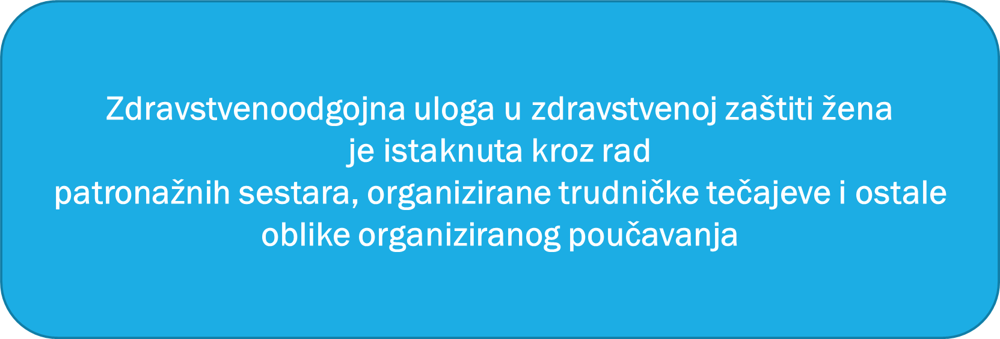 Zdravstvenoodgojna uloga u zdravstvenoj zaštiti žena
je istaknuta kroz rad
patronažnih sestara, organizirane trudničke tečajeve i ostale
oblike organiziranog poučavanja